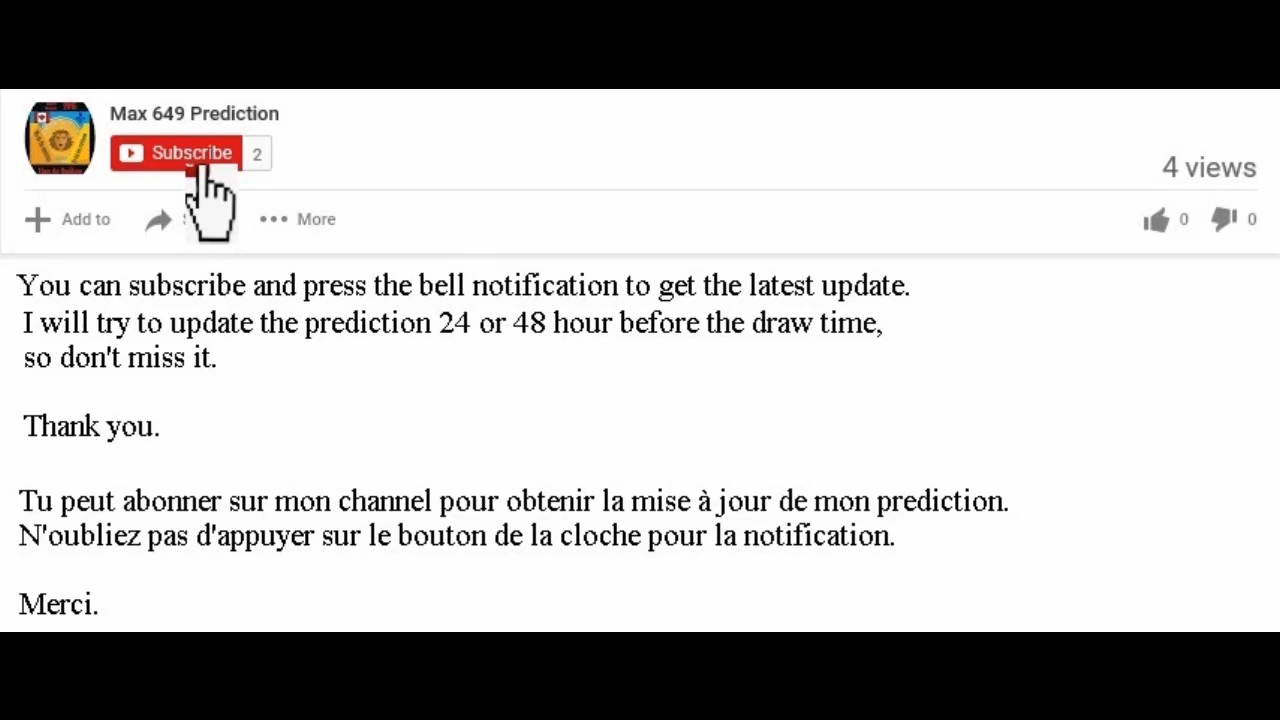 Max 649 Prediction
Subscribe 2
4 views
Add to
More
0 0
You can subscribe and press the bell notification to get the latest update.
I will try to update the prediction 24 or 48 hour before the draw time,
so don't miss it.
Thank you.
Tu peut abonner sur mon channel pour obtenir la mise à jour de mon prediction.
N'oubliez pas d'appuyer sur le bouton de la cloche pour la notification.
Merci.